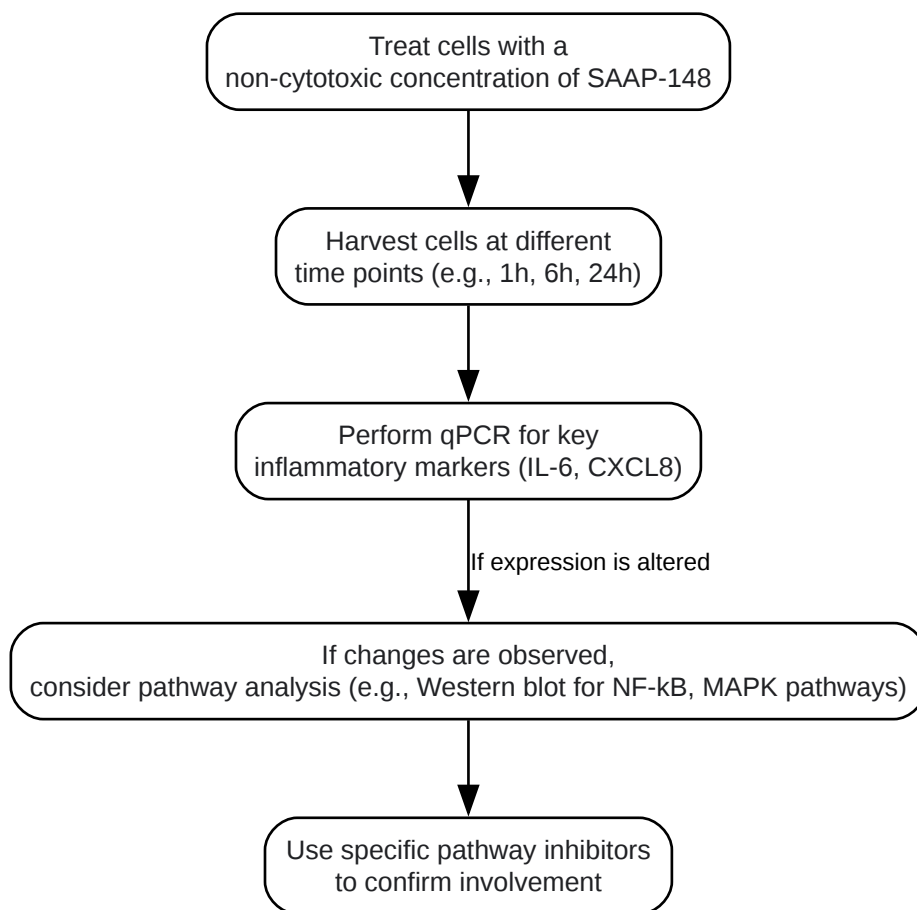 Treat cells with a
non-cytotoxic concentration of SAAP-148
Harvest cells at different
time points (e.g., 1h, 6h, 24h)
Perform qPCR for key
inflammatory markers (IL-6, CXCL8)
If expression is altered
If changes are observed,
consider pathway analysis (e.g., Western blot for NF-kB, MAPK pathways)
Use specific pathway inhibitors
to confirm involvement